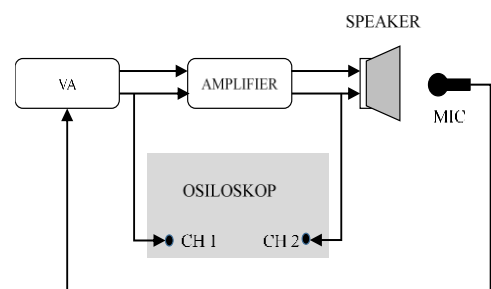 SPEAKER
VA
AMPLIFIER
MIC
OSILOSKOP
CH 1
CH 2